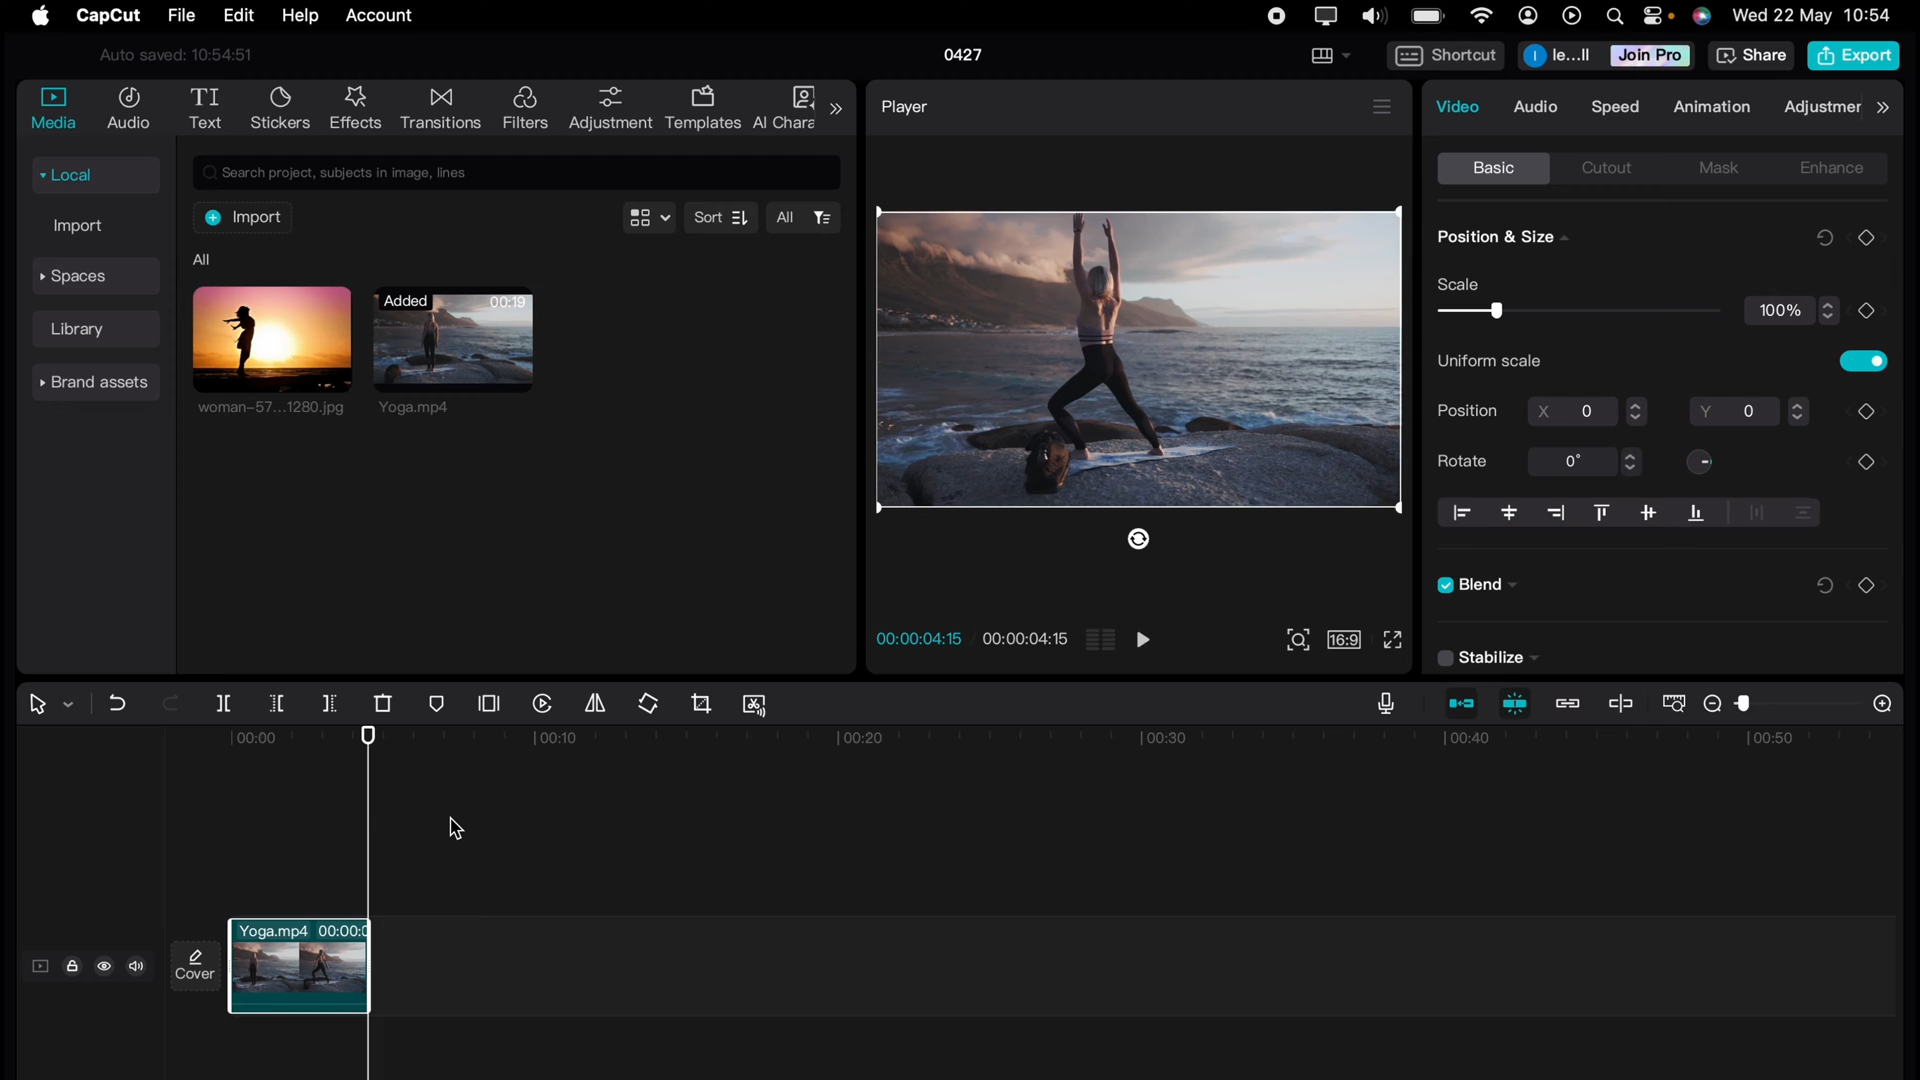 CapCut File Edit Help Account Wed 22 May 10:54
Auto saved: 10:54:51 0427 Shortcut I le...ll Join Pro Share Export
Media Audio Text Stickers Effects Transitions Filters Adjustment Templates AI Chara
Local
Import
Spaces
Library
Brand assets
Search project, subjects in image, lines
Import Sort All
All
Added 00:19
woman-57...1280.jpg Yoga.mp4
Player
00:00:04:15 00:00:04:15 16:9
Video Audio Speed Animation Adjustmer
Basic Cutout Mask Enhance
Position & Size
Scale
100%
Uniform scale
Position X 0 Y 0
Rotate 0°
Blend
Stabilize
00:00 00:10 00:20 00:30 00:40 00:50
Cover
Yoga.mp4 00:00:0